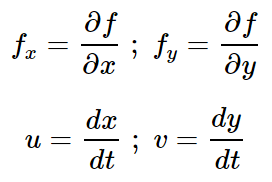 f_x = ∂f/∂x ; f_y = ∂f/∂y
u = dx/dt ; v = dy/dt